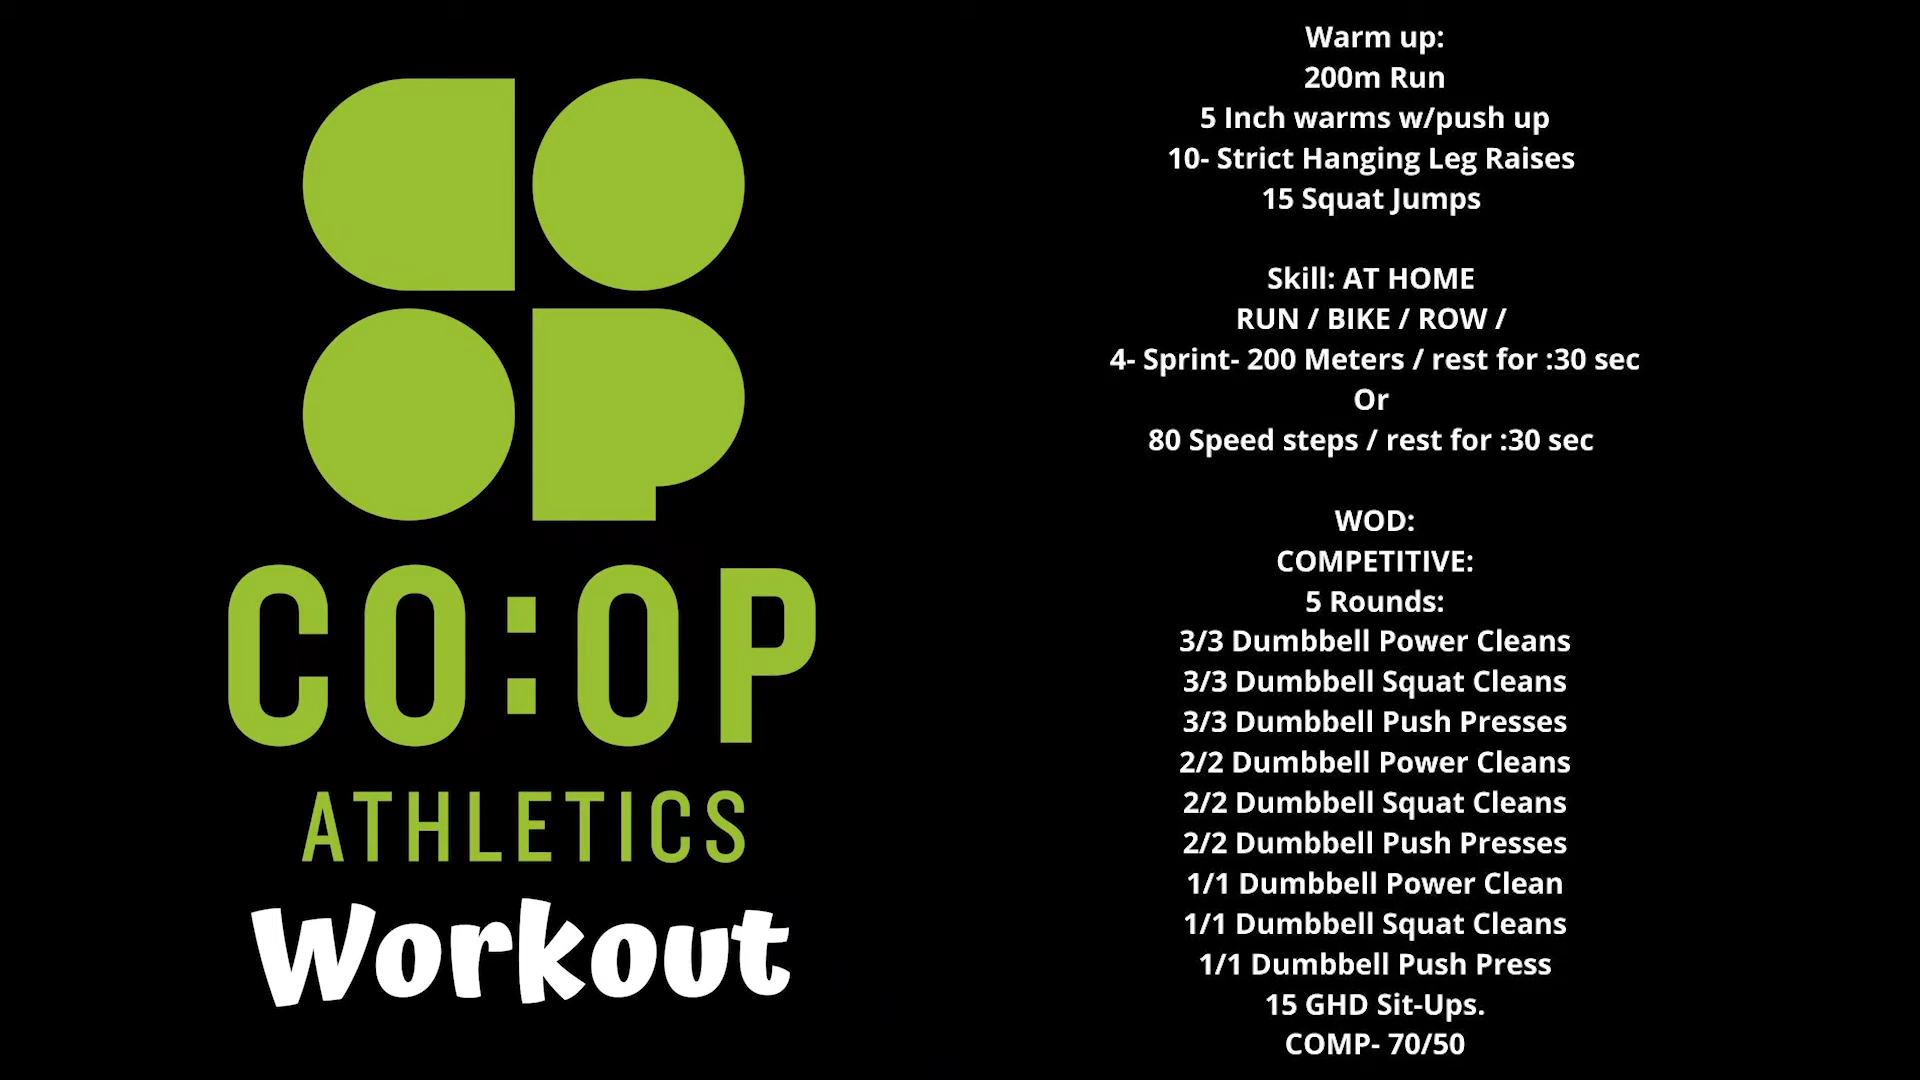 CO:OP
ATHLETICS
Workout
Warm up:
200m Run
5 Inch warms w/push up
10- Strict Hanging Leg Raises
15 Squat Jumps
Skill: AT HOME
RUN / BIKE / ROW /
4- Sprint- 200 Meters / rest for :30 sec
Or
80 Speed steps / rest for :30 sec
WOD:
COMPETITIVE:
5 Rounds:
3/3 Dumbbell Power Cleans
3/3 Dumbbell Squat Cleans
3/3 Dumbbell Push Presses
2/2 Dumbbell Power Cleans
2/2 Dumbbell Squat Cleans
2/2 Dumbbell Push Presses
1/1 Dumbbell Power Clean
1/1 Dumbbell Squat Cleans
1/1 Dumbbell Push Press
15 GHD Sit-Ups.
COMP- 70/50